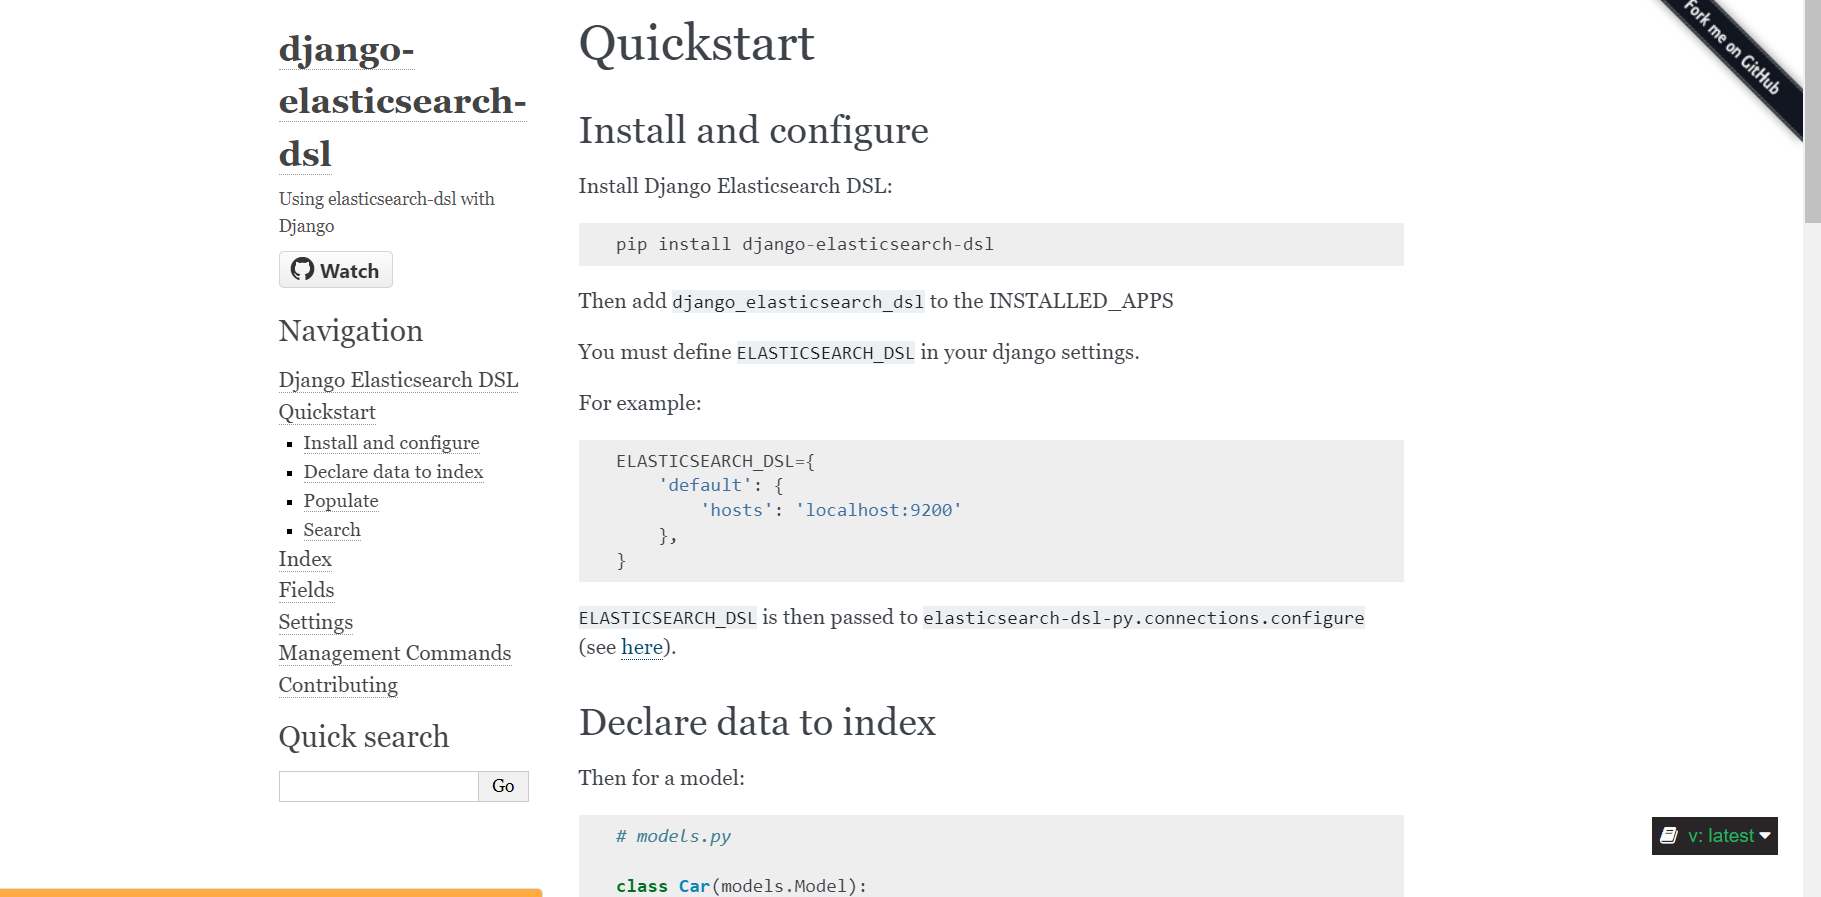 django-
elasticsearch-
dsl
Using elasticsearch-dsl with
Django
Watch
Navigation
Django Elasticsearch DSL
Quickstart
Install and configure
Declare data to index
Populate
Search
Index
Fields
Settings
Management Commands
Contributing
Quick search
Go
Quickstart
Install and configure
Install Django Elasticsearch DSL:
pip install django-elasticsearch-dsl
Then add django_elasticsearch_dsl to the INSTALLED_APPS
You must define ELASTICSEARCH_DSL in your django settings.
For example:
ELASTICSEARCH_DSL={
    'default': {
        'hosts': 'localhost:9200'
    },
}
ELASTICSEARCH_DSL is then passed to elasticsearch-dsl-py.connections.configure
(see here).
Declare data to index
Then for a model:
# models.py
class Car(models.Model):
Fork me on GitHub
v: latest